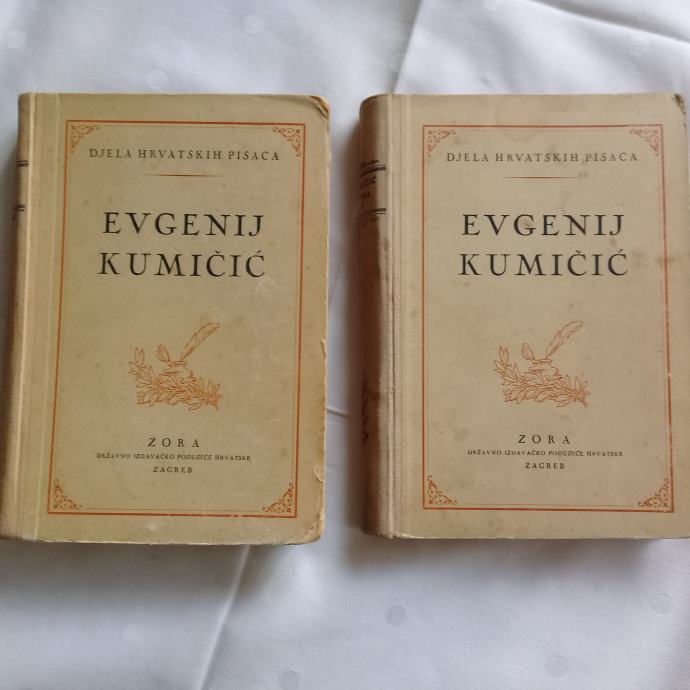 DJELA HRVATSKIH PISACA
EVGENIJ
KUMIČIĆ
ZORA
DRŽAVNO IZDAVAČKO PODUZEĆE HRVATSKE
ZAGREB
DJELA HRVATSKIH PISACA
EVGENIJ
KUMIČIĆ
ZORA
DRŽAVNO IZDAVAČKO PODUZEĆE HRVATSKE
ZAGREB